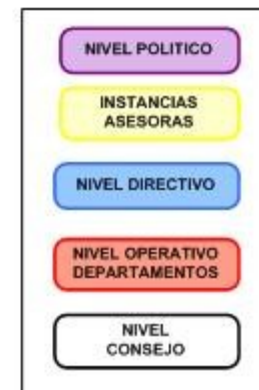 NIVEL POLITICO
INSTANCIAS
ASESORAS
NIVEL DIRECTIVO
NIVEL OPERATIVO
DEPARTAMENTOS
NIVEL
CONSEJO